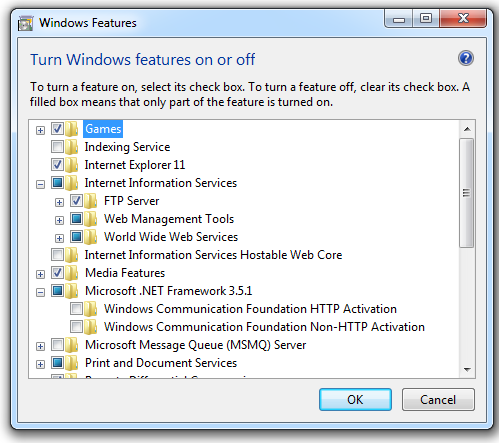 Windows Features
Turn Windows features on or off
To turn a feature on, select its check box. To turn a feature off, clear its check box. A
filled box means that only part of the feature is turned on.
Games
Indexing Service
Internet Explorer 11
Internet Information Services
FTP Server
Web Management Tools
World Wide Web Services
Internet Information Services Hostable Web Core
Media Features
Microsoft .NET Framework 3.5.1
Windows Communication Foundation HTTP Activation
Windows Communication Foundation Non-HTTP Activation
Microsoft Message Queue (MSMQ) Server
Print and Document Services
OK Cancel